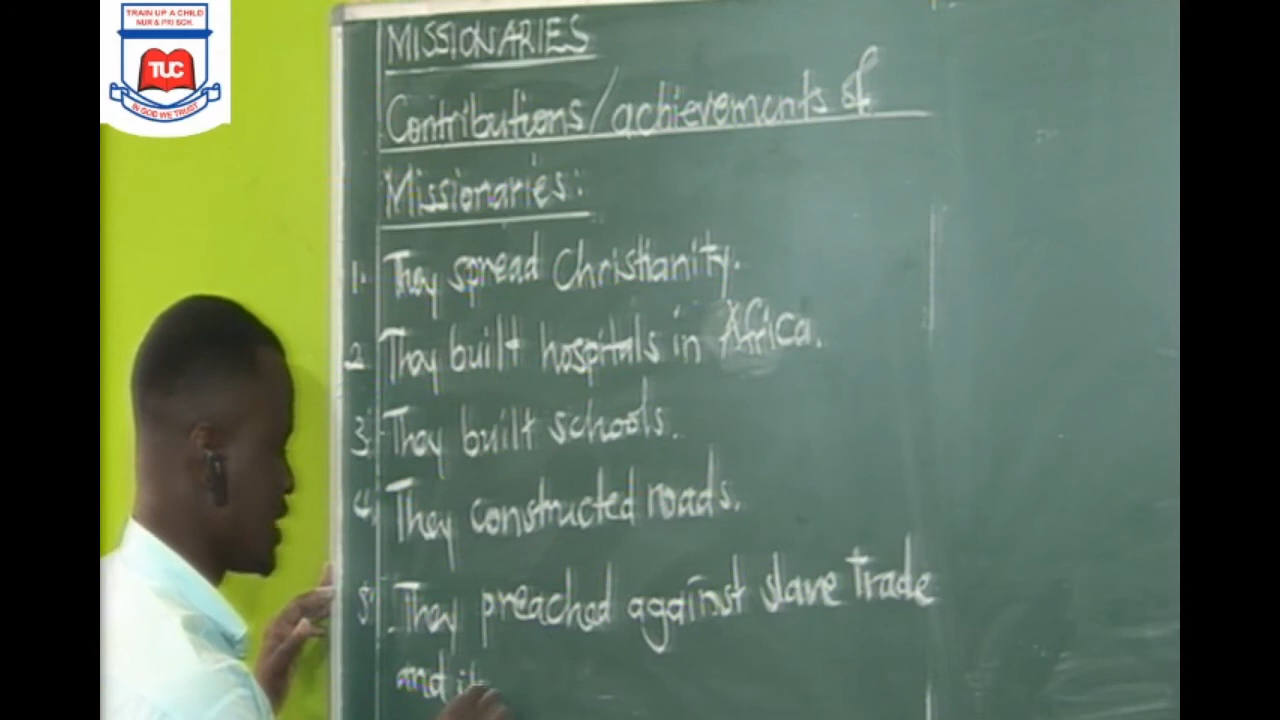 TRAIN UP A CHILD
NUR & PRI SCH.
TUC
IN GOD WE TRUST
MISSIONARIES
Contributions/achievements of
Missionaries:
1. They spread Christianity.
2. They built hospitals in Africa.
3. They built schools.
4. They constructed roads.
5. They preached against slave trade
and it